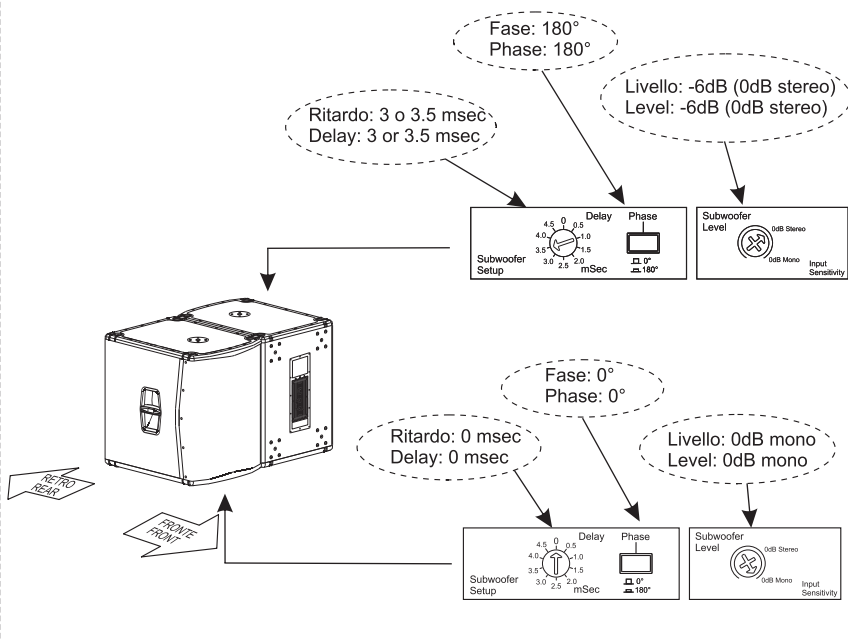 Fase: 180°
Phase: 180°
Livello: -6dB (0dB stereo)
Level: -6dB (0dB stereo)
Ritardo: 3 o 3.5 msec
Delay: 3 or 3.5 msec
Delay
Phase
0
0.5
1.0
1.5
2.0
2.5
3.0
3.5
4.0
4.5
mSec
0°
180°
Subwoofer
Setup
Subwoofer
Level
0dB Stereo
0dB Mono
Input
Sensitivity
Fase: 0°
Phase: 0°
Ritardo: 0 msec
Delay: 0 msec
Livello: 0dB mono
Level: 0dB mono
RETRO
REAR
FRONTE
FRONT
Delay
Phase
0
0.5
1.0
1.5
2.0
2.5
3.0
3.5
4.0
4.5
mSec
0°
180°
Subwoofer
Setup
Subwoofer
Level
0dB Stereo
0dB Mono
Input
Sensitivity